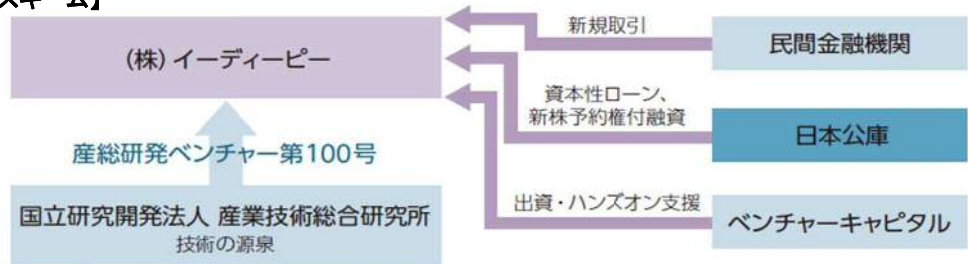 スキーム】
新規取引
民間金融機関
(株)イーディーピー
資本性ローン、
新株予約権付融資
日本公庫
産総研発ベンチャー第100号
出資・ハンズオン支援
ベンチャーキャピタル
国立研究開発法人 産業技術総合研究所
技術の源泉